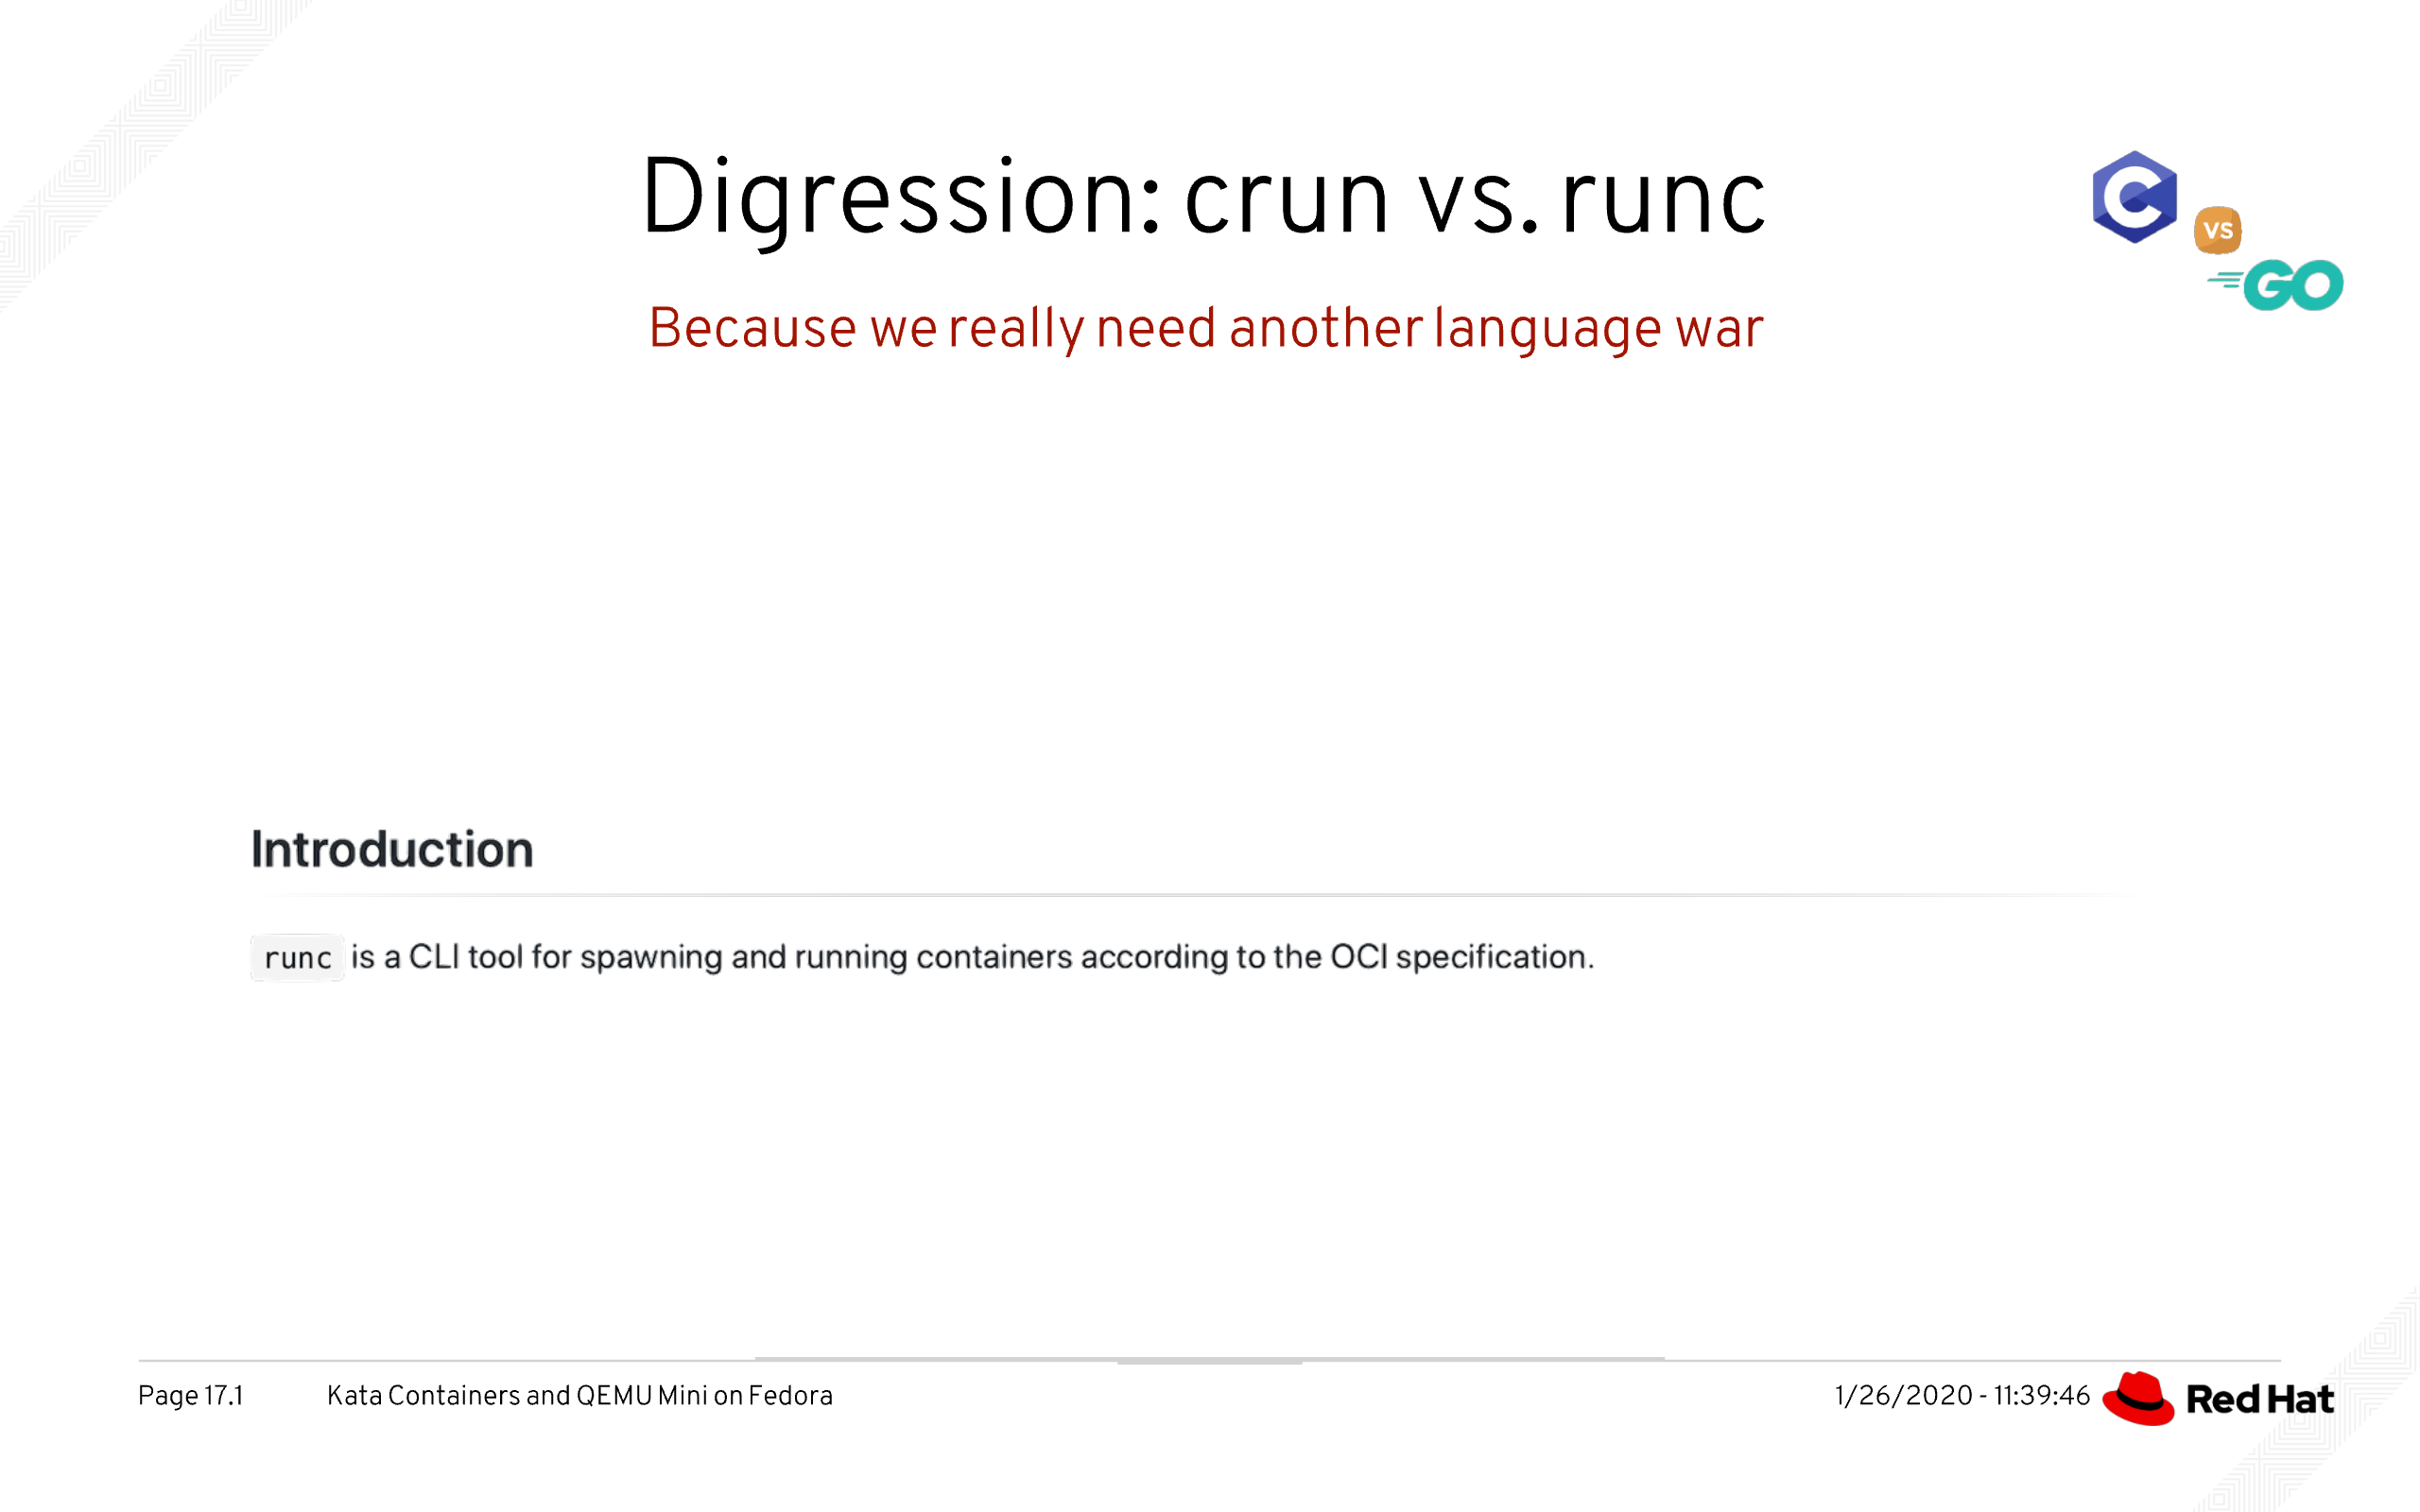 Digression: crun vs. runc
C
VS
GO
Because we really need another language war
Introduction
runc is a CLI tool for spawning and running containers according to the OCI specification.
Page 17.1 Kata Containers and QEMU Mini on Fedora 1/26/2020 - 11:39:46 Red Hat